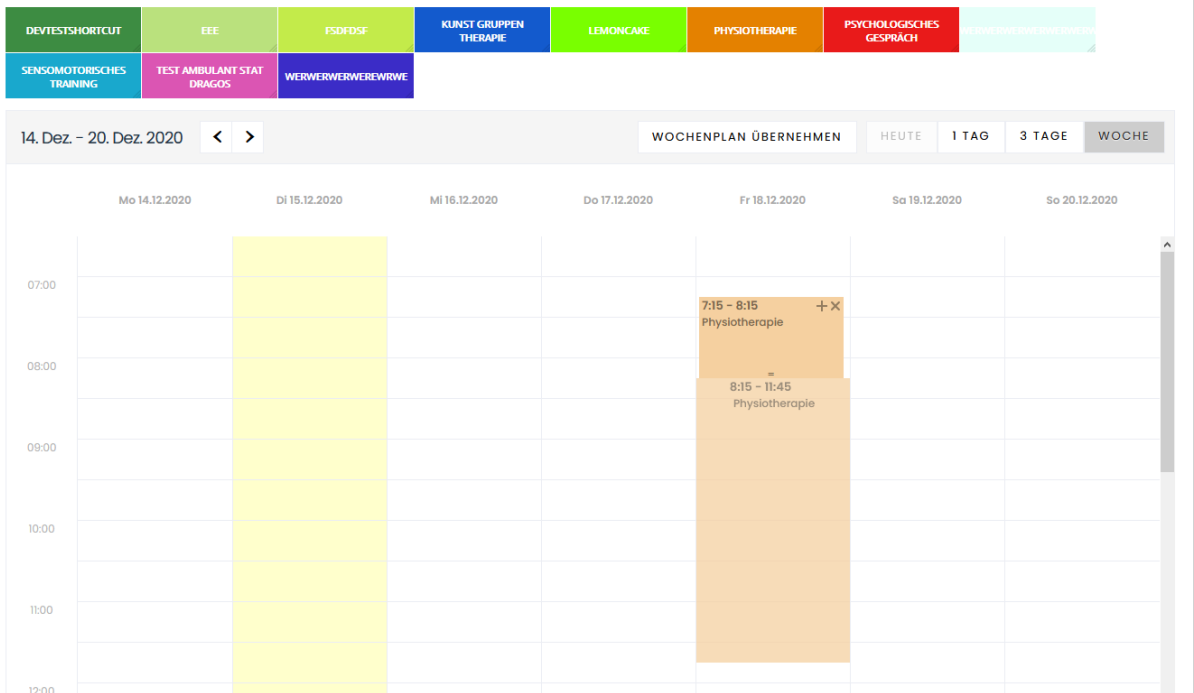 DEVTESTSHORTCUT
EEE
FSDFDSF
KUNST GRUPPEN
THERAPIE
LEMONCAKE
PHYSIOTHERAPIE
PSYCHOLOGISCHES
GESPRÄCH
SENSOMOTORISCHES
TRAINING
TEST AMBULANT STAT
DRAGOS
WERWERWERWEREWRWE
14. Dez. - 20. Dez. 2020
WOCHENPLAN ÜBERNEHMEN
HEUTE
1 TAG
3 TAGE
WOCHE
Mo 14.12.2020
Di 15.12.2020
Mi 16.12.2020
Do 17.12.2020
Fr 18.12.2020
Sa 19.12.2020
So 20.12.2020
07:00
7:15 - 8:15
Physiotherapie
08:00
8:15 - 11:45
Physiotherapie
09:00
10:00
11:00
12:00